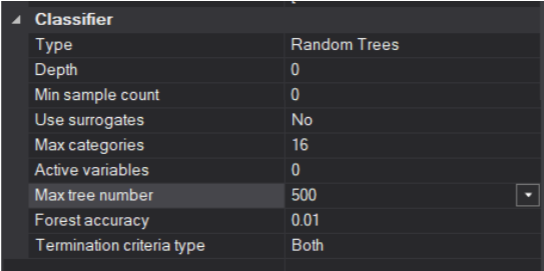 Classifier
Type Random Trees
Depth 0
Min sample count 0
Use surrogates No
Max categories 16
Active variables 0
Max tree number 500
Forest accuracy 0.01
Termination criteria type Both